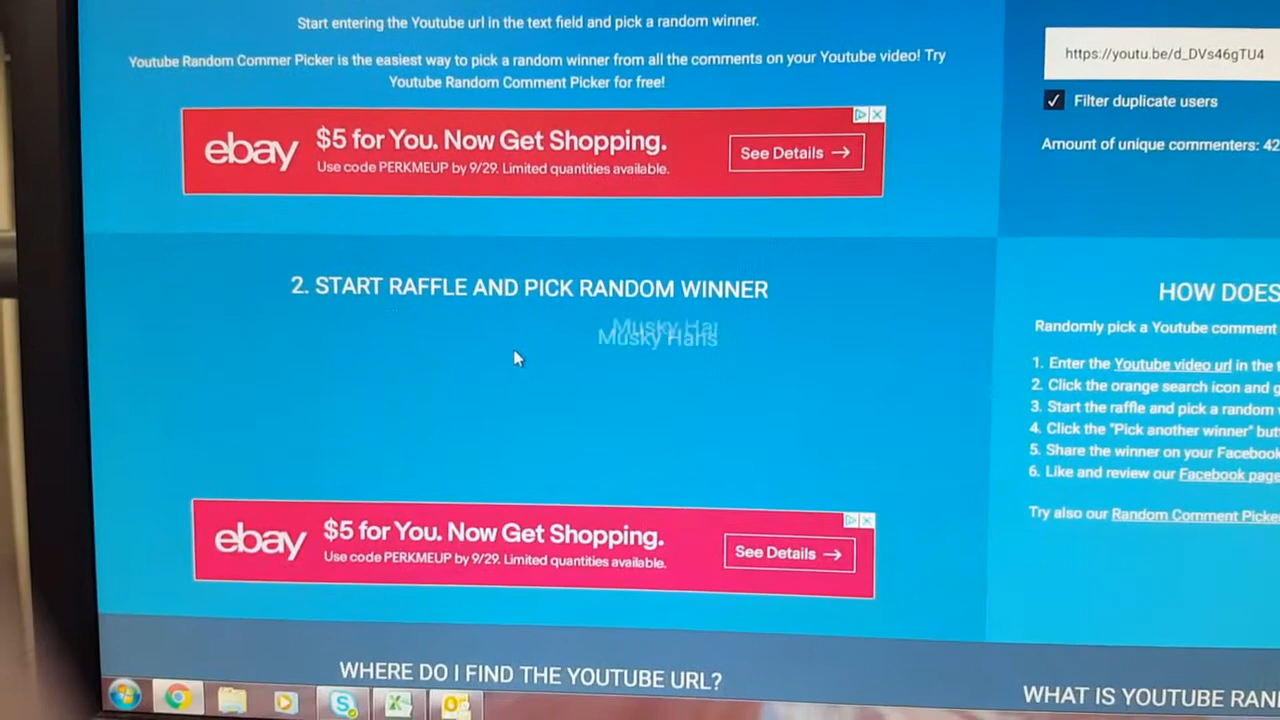 Start entering the Youtube url in the text field and pick a random winner.
Youtube Random Commer Picker is the easiest way to pick a random winner from all the comments on your Youtube video! Try
Youtube Random Comment Picker for free!
ebay
$5 for You. Now Get Shopping.
Use code PERKMEUP by 9/29. Limited quantities available.
See Details →
https://youtu.be/d_DVs46gTU4
Filter duplicate users
Amount of unique commenters: 42
2. START RAFFLE AND PICK RANDOM WINNER
Musky Hans
HOW DOES
Randomly pick a Youtube comment
1. Enter the Youtube video url in the
2. Click the orange search icon and
3. Start the raffle and pick a random
4. Click the "Pick another winner"
5. Share the winner on your Facebook
6. Like and review our Facebook page
Try also our Random Comment
ebay
$5 for You. Now Get Shopping.
Use code PERKMEUP by 9/29. Limited quantities available.
See Details →
WHERE DO I FIND THE YOUTUBE URL?
WHAT IS YOUTUBE